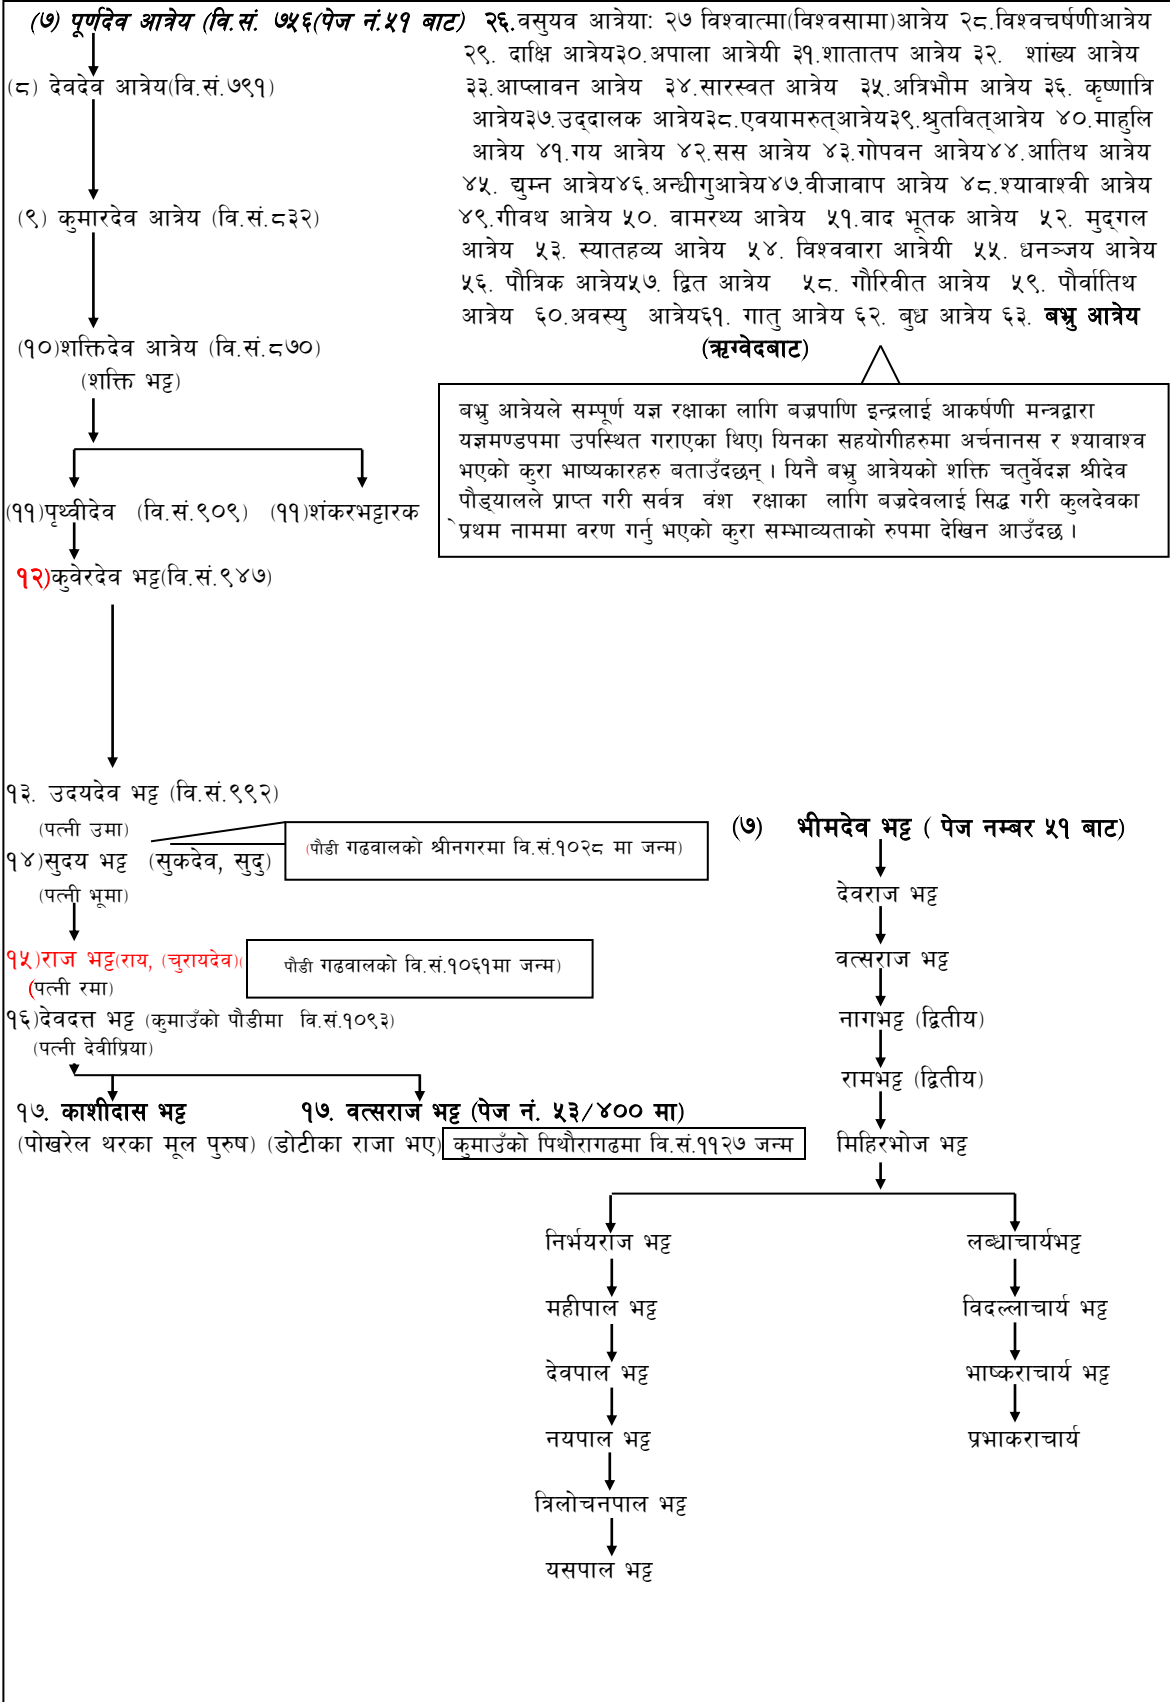 (७) पूर्णदेव आत्रेय (वि.सं. ७५६(पेज नं.५१ बाट)
(८) देवदेव आत्रेय(वि.सं.७९१)
(९) कुमारदेव आत्रेय (वि.सं.८३२)
(१०)शक्तिदेव आत्रेय (वि.सं.८७०)
(शक्ति भट्ट)
(११)पृथ्वीदेव (वि.सं.९०९) (११)शंकरभट्टारक
१२)कुवेरदेव भट्ट(वि.सं.९४७)
२६.वसुयव आत्रेयाः २७ विश्वात्मा(विश्वसामा)आत्रेय २८.विश्वचर्षणीआत्रेय
२९. दाक्षि आत्रेय३०.अपाला आत्रेयी ३१.शातातप आत्रेय ३२. शांख्य आत्रेय
३३.आप्लावन आत्रेय ३४.सारस्वत आत्रेय ३५.अत्रिभौम आत्रेय ३६. कृष्णात्रि
आत्रेय३७.उद्दालक आत्रेय३८.एवयामरुत्आत्रेय३९.श्रुतवित्आत्रेय ४०.माहुलि
आत्रेय ४१.गय आत्रेय ४२.सस आत्रेय ४३.गोपवन आत्रेय४४.आतिथ आत्रेय
४५. द्युम्न आत्रेय४६.अन्धीगुआत्रेय४७.वीजावाप आत्रेय ४८.श्यावाश्वी आत्रेय
४९.गीवथ आत्रेय ५०. वामरथ्य आत्रेय ५१.वाद भूतक आत्रेय ५२. मुद्गल
आत्रेय ५३. स्यातहव्य आत्रेय ५४. विश्ववारा आत्रेयी ५५. धनञ्जय आत्रेय
५६. पौत्रिक आत्रेय५७. द्वित आत्रेय ५८. गौरिवीत आत्रेय ५९. पौर्वातिथ
आत्रेय ६०.अवस्यु आत्रेय६१. गातु आत्रेय ६२. बुध आत्रेय ६३. बभ्रु आत्रेय
(ऋग्वेदबाट)
बभ्रु आत्रेयले सम्पूर्ण यज्ञ रक्षाका लागि बज्रपाणि इन्द्रलाई आकर्षणी मन्त्रद्वारा
यज्ञमण्डपमा उपस्थित गराएका थिए। यिनका सहयोगीहरुमा अर्चनानस र श्यावाश्व
भएको कुरा भाष्यकारहरु बताउँदछन् । यिनै बभ्रु आत्रेयको शक्ति चतुर्वेदज्ञ श्रीदेव
पौड्यालले प्राप्त गरी सर्वत्र वंश रक्षाका लागि बज्रदेवलाई सिद्ध गरी कुलदेवका
े प्रथम नाममा वरण गर्नु भएको कुरा सम्भाव्यताको रुपमा देखिन आउँदछ ।
१३. उदयदेव भट्ट (वि.सं.९९२)
(पत्नी उमा)
१४)सुदय भट्ट (सुकदेव, सुदु)
(पौडी गढवालको श्रीनगरमा वि.सं.१०२८ मा जन्म)
(पत्नी भूमा)
१५)राज भट्ट(राय, (चुरायदेव)(
पौडी गढवालको वि.सं.१०६१मा जन्म)
(पत्नी रमा)
१६)देवदत्त भट्ट (कुमाउँको पौडीमा वि.सं.१०९३)
(पत्नी देवीप्रिया)
१७. काशीदास भट्ट १७. वत्सराज भट्ट (पेज नं. ५३/४०० मा)
(पोखरेल थरका मूल पुरुष) (डोटीका राजा भए) कुमाउँको पिथौरागढमा वि.सं.११२७ जन्म
(७) भीमदेव भट्ट ( पेज नम्बर ५१ बाट)
देवराज भट्ट
वत्सराज भट्ट
नागभट्ट (द्वितीय)
रामभट्ट (द्वितीय)
मिहिरभोज भट्ट
निर्भयराज भट्ट
महीपाल भट्ट
देवपाल भट्ट
नयपाल भट्ट
त्रिलोचनपाल भट्ट
यसपाल भट्ट
लब्धाचार्यभट्ट
विदल्लाचार्य भट्ट
भाष्कराचार्य भट्ट
प्रभाकराचार्य